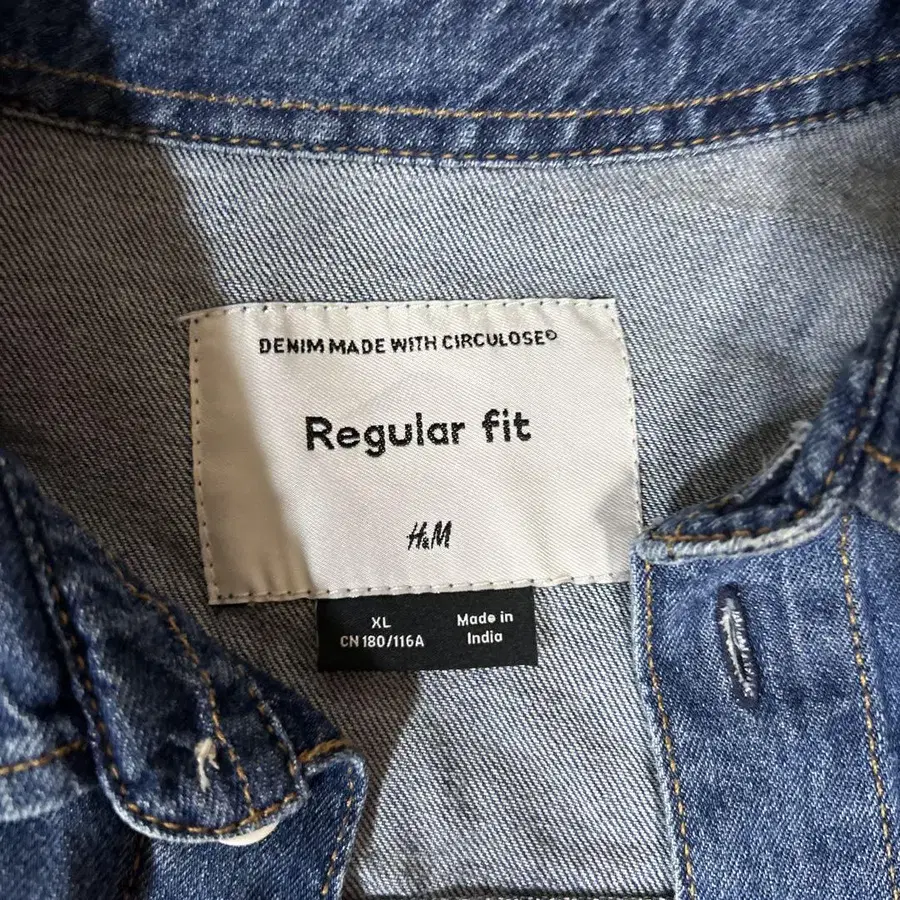 DENIM MADE WITH CIRCULOSE©
Regular fit
H&M
XL
CN 180/116A
Made in
India